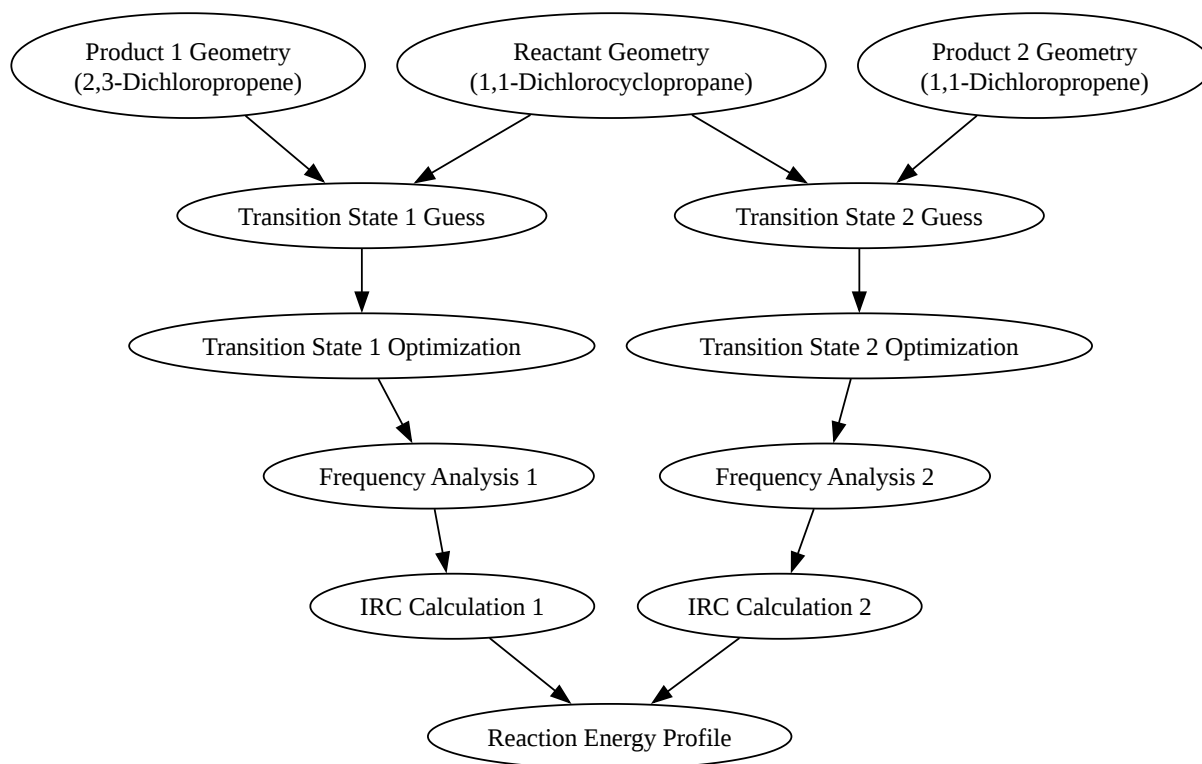 Product 1 Geometry
(2,3-Dichloropropene)
Reactant Geometry
(1,1-Dichlorocyclopropane)
Product 2 Geometry
(1,1-Dichloropropene)
Transition State 1 Guess
Transition State 2 Guess
Transition State 1 Optimization
Transition State 2 Optimization
Frequency Analysis 1
Frequency Analysis 2
IRC Calculation 1
IRC Calculation 2
Reaction Energy Profile